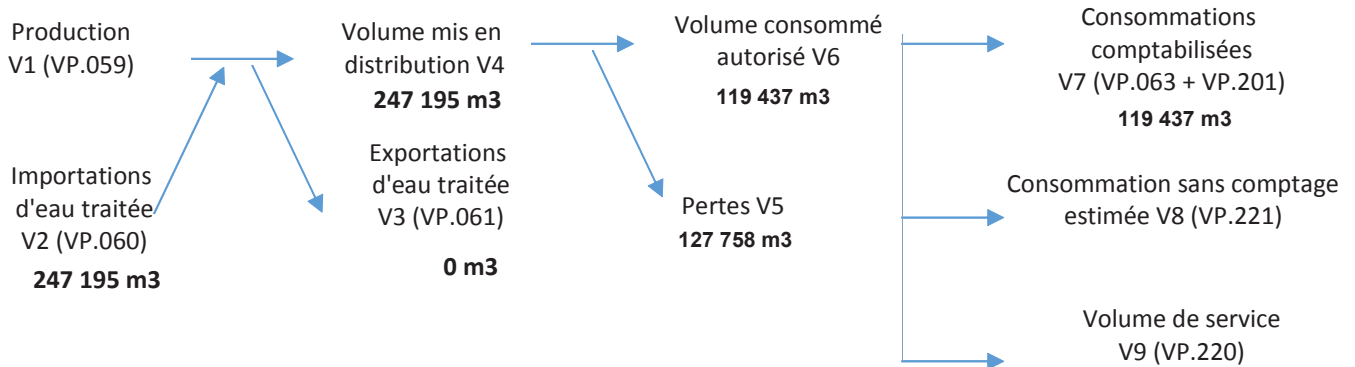 Production
V1 (VP.059)
Importations
d'eau traitée
V2 (VP.060)
247 195 m3
Volume mis en
distribution V4
247 195 m3
Exportations
d'eau traitée
V3 (VP.061)
0 m3
Volume consommé
autorisé V6
119 437 m3
Pertes V5
127 758 m3
Consommations
comptabilisées
V7 (VP.063 + VP.201)
119 437 m3
Consommation sans comptage
estimée V8 (VP.221)
Volume de service
V9 (VP.220)